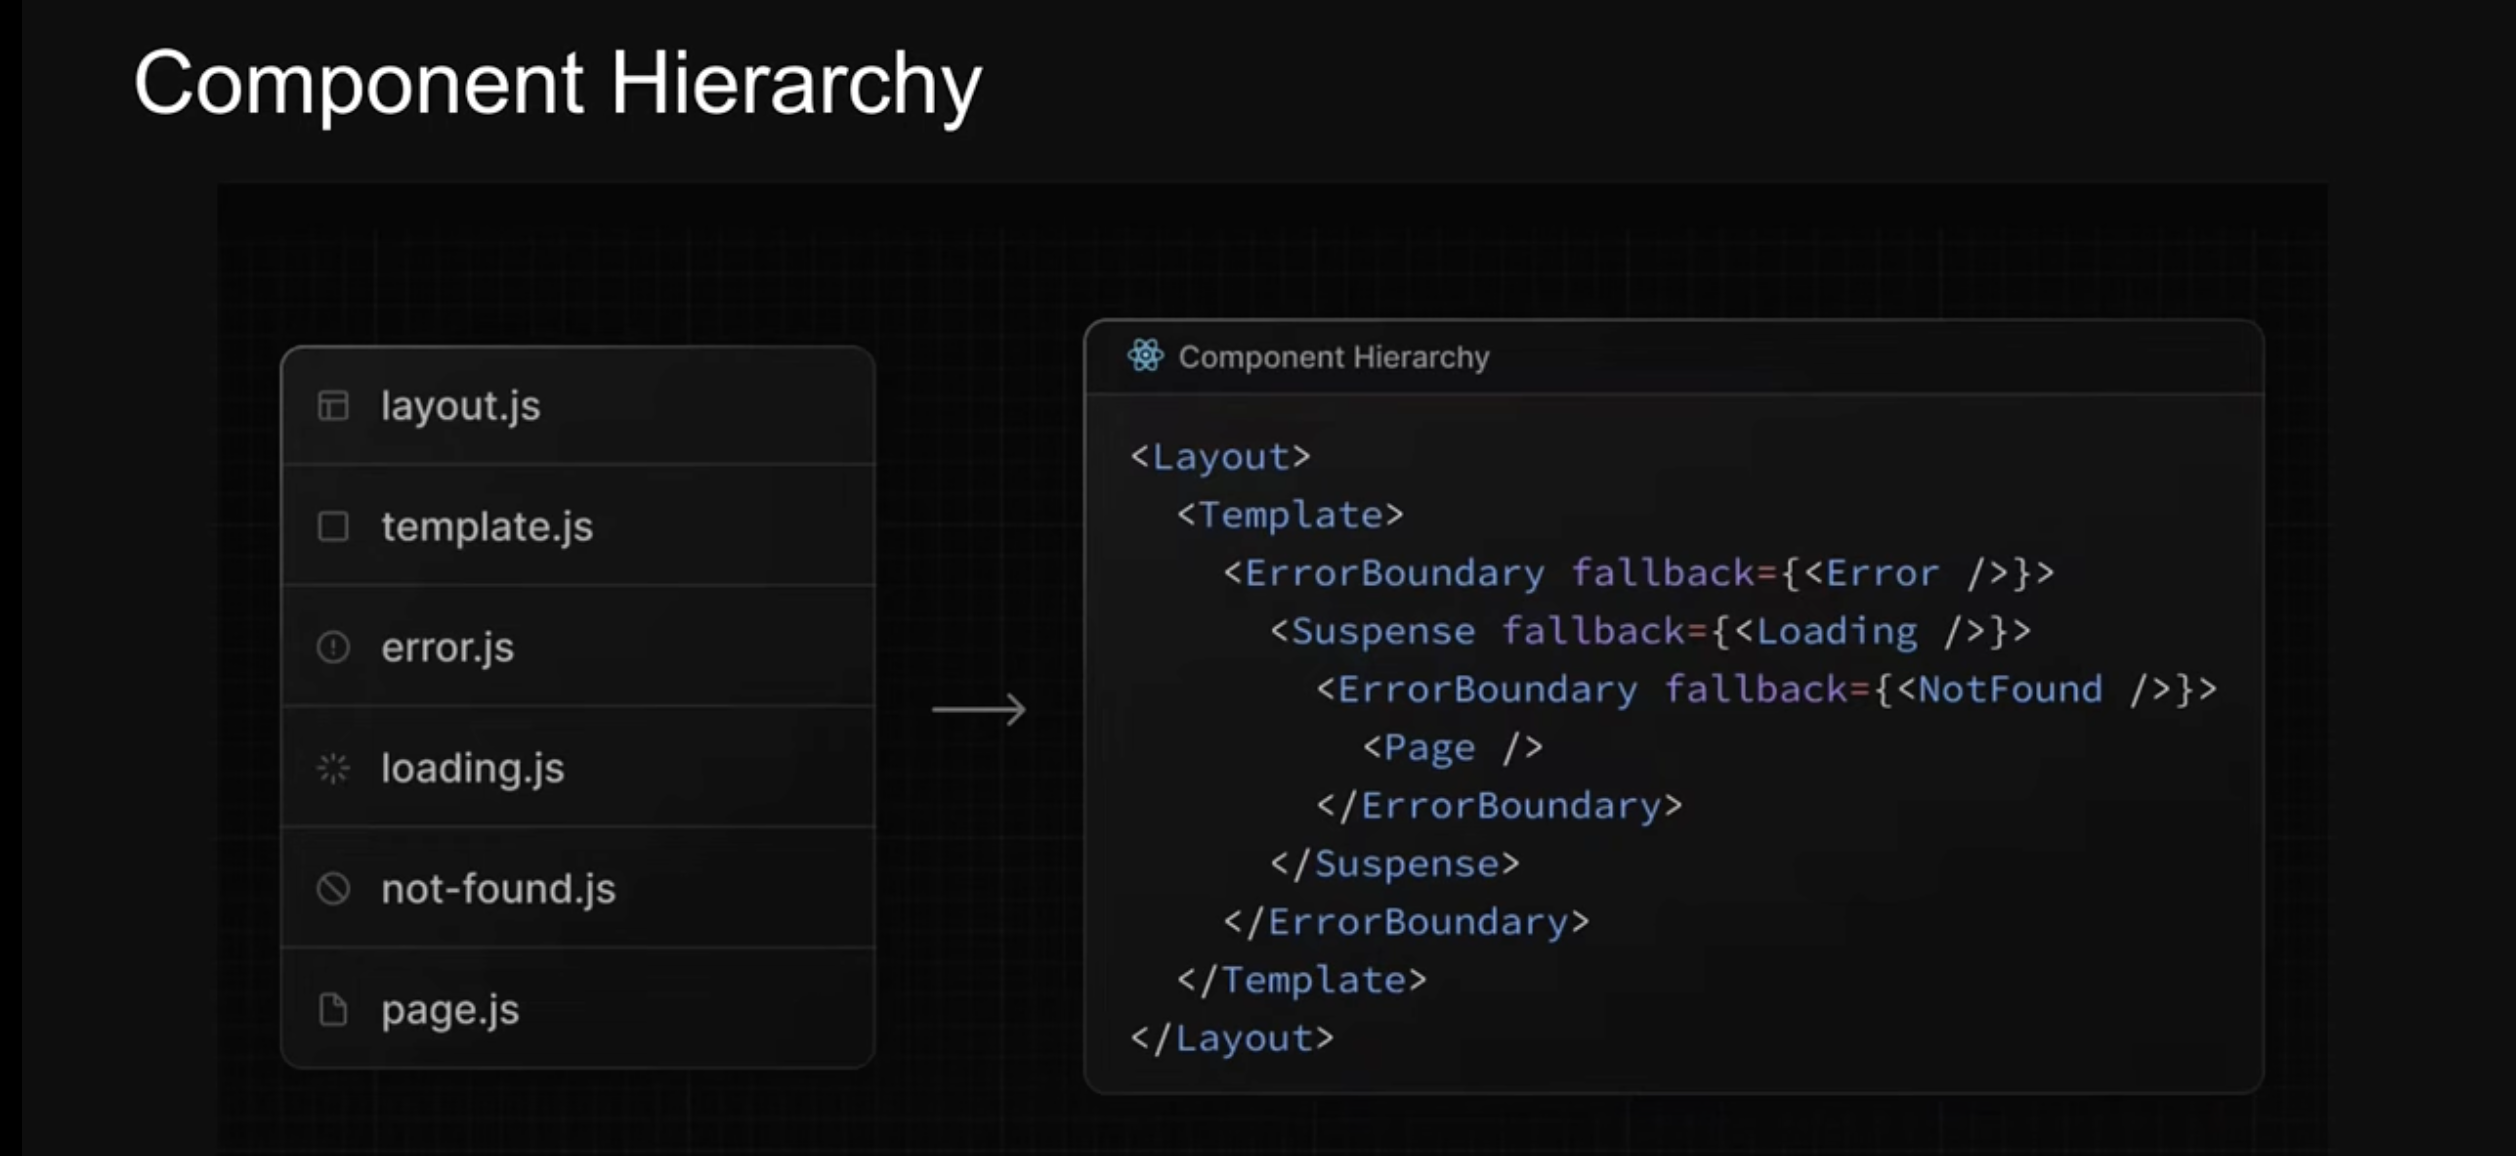 Component Hierarchy
layout.js
template.js
error.js
loading.js
not-found.js
page.js
Component Hierarchy
<Layout>
<Template>
<ErrorBoundary fallback={<Error />}>
<Suspense fallback={<Loading />}>
<ErrorBoundary fallback={<NotFound />}>
<Page />
</ErrorBoundary>
</Suspense>
</ErrorBoundary>
</Template>
</Layout>